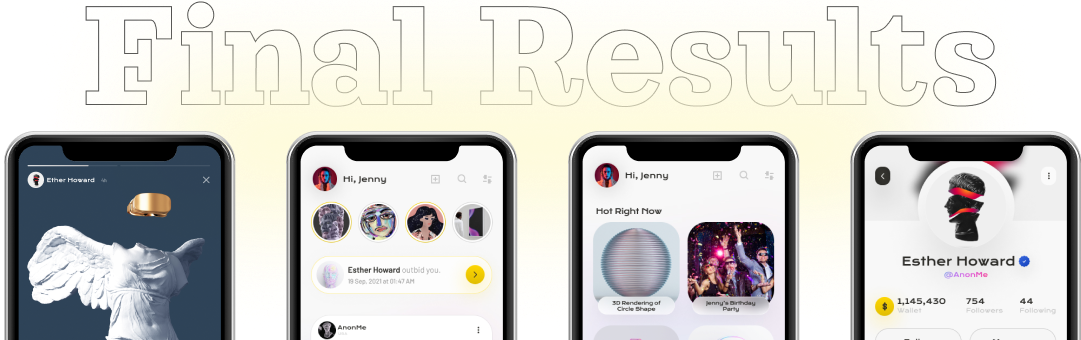 Final Results
Ether Howard 4h
Hi, Jenny
Esther Howard outbid you.
19 Sep, 2021 at 01:47 AM
AnonMe
Hi, Jenny
Hot Right Now
3D Rendering of
Circle Shape
Jenny's Birthday
Party
Esther Howard
@AnonMe
$
1,145,430
Wallet
754
Followers
44
Following